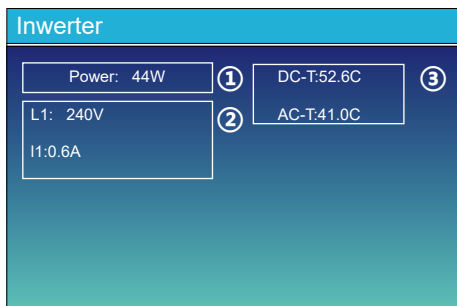 Inwerter
Power: 44W
①
L1: 240V
②
I1:0.6A
DC-T:52.6C
③
AC-T:41.0C